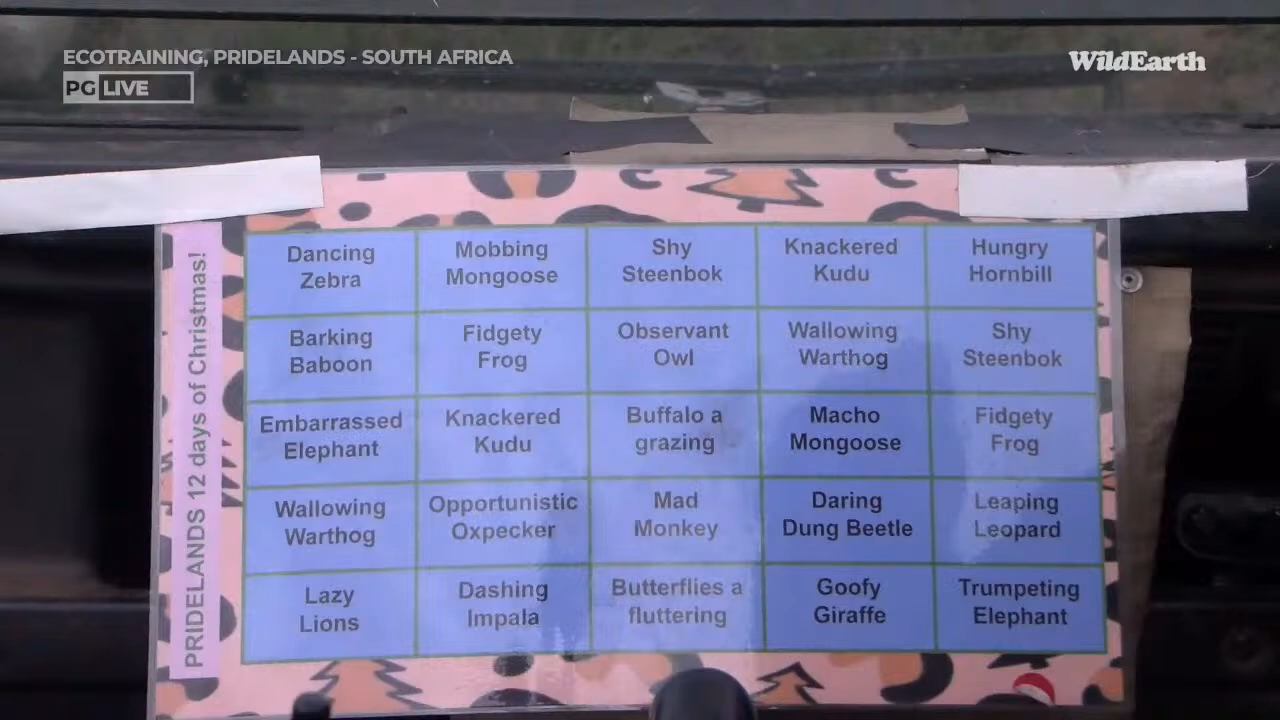 ECOTRAINING, PRIDELANDS - SOUTH AFRICA
PG LIVE
WildEarth
PRIDELANDS 12 days of Christmas!
Dancing
Zebra
Mobbing
Mongoose
Shy
Steenbok
Knackered
Kudu
Hungry
Hornbill
Barking
Baboon
Fidgety
Frog
Observant
Owl
Wallowing
Warthog
Shy
Steenbok
Embarrassed
Elephant
Knackered
Kudu
Buffalo a
grazing
Macho
Mongoose
Fidgety
Frog
Wallowing
Warthog
Opportunistic
Oxpecker
Mad
Monkey
Daring
Dung Beetle
Leaping
Leopard
Lazy
Lions
Dashing
Impala
Butterflies a
fluttering
Goofy
Giraffe
Trumpeting
Elephant